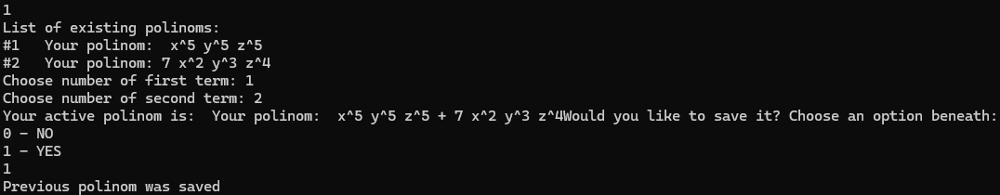 1
List of existing polinoms:
#1   Your polinom:  x^5 y^5 z^5
#2   Your polinom: 7 x^2 y^3 z^4
Choose number of first term: 1
Choose number of second term: 2
Your active polinom is:  Your polinom:  x^5 y^5 z^5 + 7 x^2 y^3 z^4Would you like to save it? Choose an option beneath:
0 - NO
1 - YES
1
Previous polinom was saved